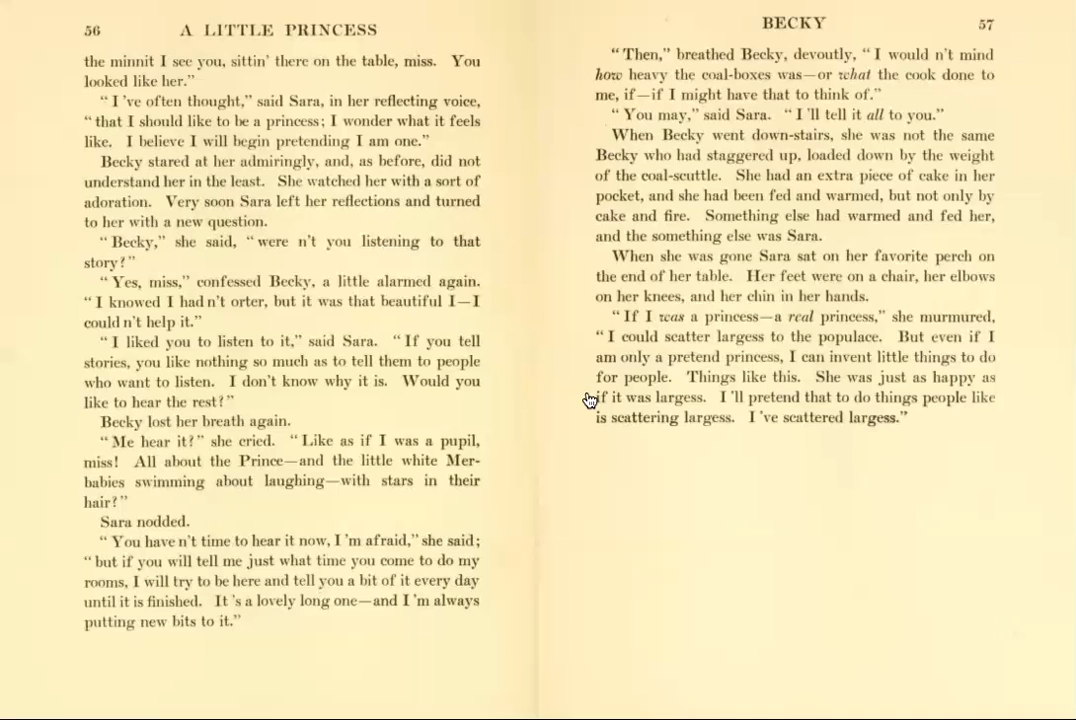 56 A LITTLE PRINCESS
the minnit I see you, sittin' there on the table, miss. You
looked like her."
"I 've often thought," said Sara, in her reflecting voice,
"that I should like to be a princess; I wonder what it feels
like. I believe I will begin pretending I am one."
Becky stared at her admiringly, and, as before, did not
understand her in the least. She watched her with a sort of
adoration. Very soon Sara left her reflections and turned
to her with a new question.
"Becky," she said, "were n't you listening to that
story?"
"Yes, miss," confessed Becky, a little alarmed again.
"I knowed I had n't orter, but it was that beautiful I—I
could n't help it."
"I liked you to listen to it," said Sara. "If you tell
stories, you like nothing so much as to tell them to people
who want to listen. I don't know why it is. Would you
like to hear the rest?"
Becky lost her breath again.
"Me hear it?" she cried. "Like as if I was a pupil,
miss! All about the Prince—and the little white Mer-
babies swimming about laughing—with stars in their
hair?"
Sara nodded.
"You have n't time to hear it now, I 'm afraid," she said;
"but if you will tell me just what time you come to do my
rooms, I will try to be here and tell you a bit of it every day
until it is finished. It 's a lovely long one—and I 'm always
putting new bits to it."
BECKY 57
"Then," breathed Becky, devoutly, "I would n't mind
how heavy the coal-boxes was—or what the cook done to
me, if—if I might have that to think of."
"You may," said Sara. "I 'll tell it all to you."
When Becky went down-stairs, she was not the same
Becky who had staggered up, loaded down by the weight
of the coal-scuttle. She had an extra piece of cake in her
pocket, and she had been fed and warmed, but not only by
cake and fire. Something else had warmed and fed her,
and the something else was Sara.
When she was gone Sara sat on her favorite perch on
the end of her table. Her feet were on a chair, her elbows
on her knees, and her chin in her hands.
"If I was a princess—a real princess," she murmured,
"I could scatter largess to the populace. But even if I
am only a pretend princess, I can invent little things to do
for people. Things like this. She was just as happy as
if it was largess. I 'll pretend that to do things people like
is scattering largess. I 've scattered largess."